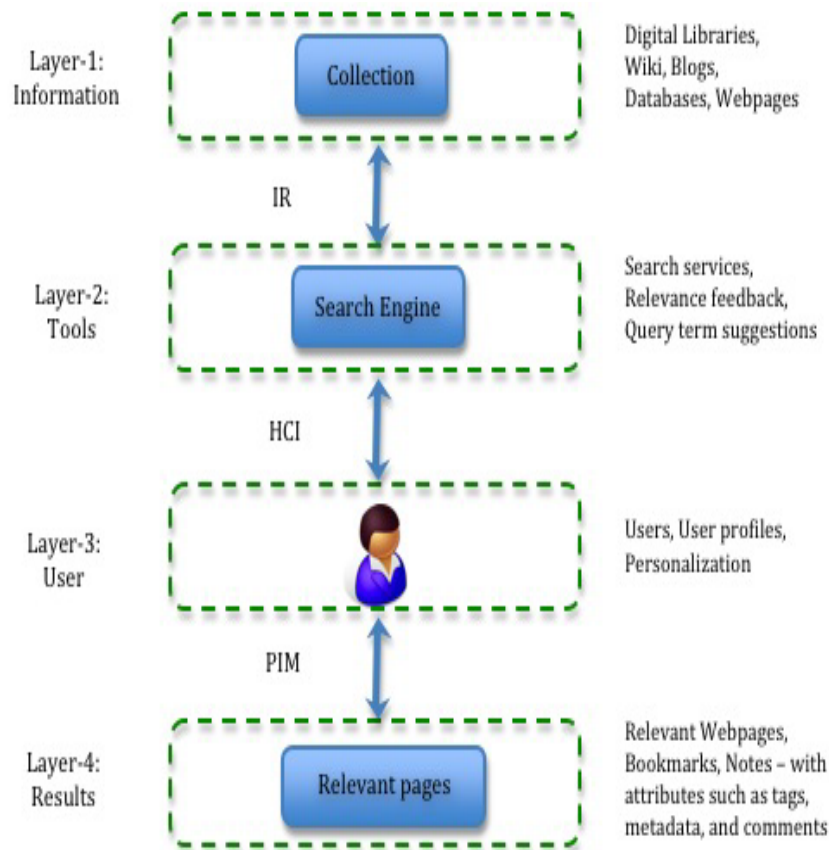 Layer-1:
Information
Collection
Digital Libraries,
Wiki, Blogs,
Databases, Webpages
IR
Layer-2:
Tools
Search Engine
Search services,
Relevance feedback,
Query term suggestions
HCI
Layer-3:
User
Users, User profiles,
Personalization
PIM
Layer-4:
Results
Relevant pages
Relevant Webpages,
Bookmarks, Notes – with
attributes such as tags,
metadata, and comments